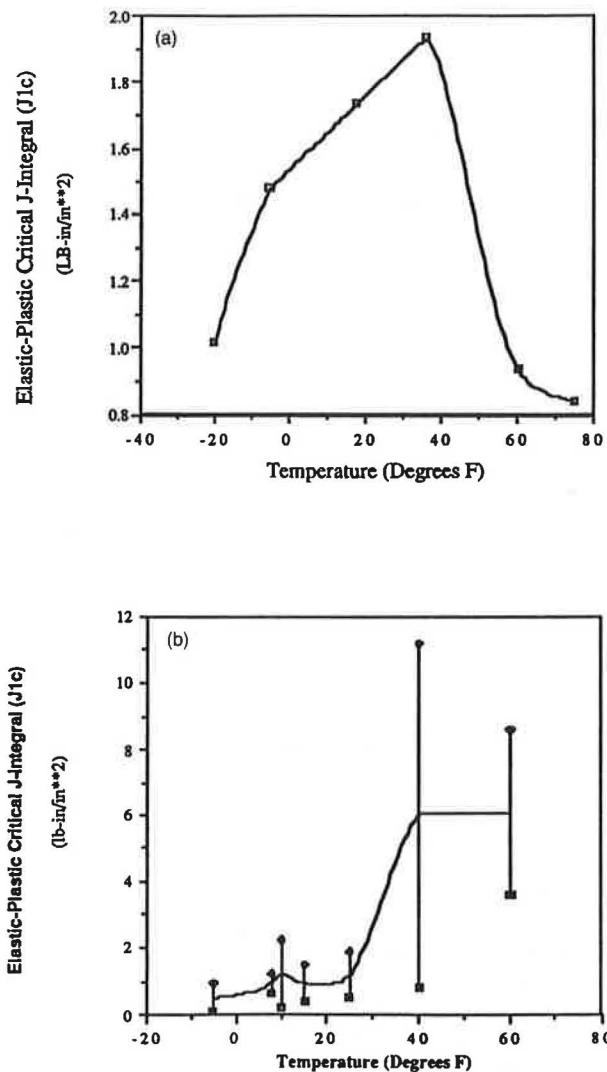 (a)
Elastic-Plastic Critical J-Integral (J1c)
(LB-in/in**2)
2.0
1.8
1.6
1.4
1.2
1.0
0.8
-40 -20 0 20 40 60 80
Temperature (Degrees F)
(b)
Elastic-Plastic Critical J-Integral (J1c)
(lb-in/in**2)
12
10
8
6
4
2
0
-20 0 20 40 60 80
Temperature (Degrees F)